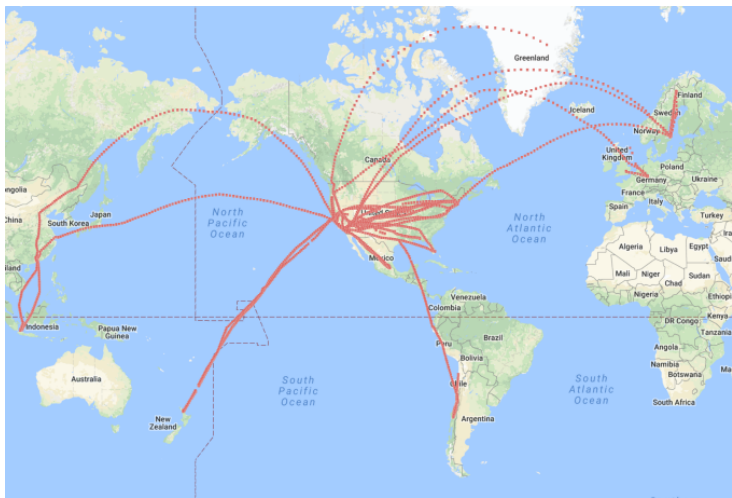 Greenland
Finland
Iceland
Sweden
Norway
Canada
United
Kingdom
Poland
Germany
Ukraine
France
Italy
Spain
Turkey
ongolia
Japan
China
South Korea
North
Pacific
Ocean
North
Atlantic
Ocean
Algeria
Libya
Egypt
Mexico
Mali
Niger
Sudan
Chad
Nigeria
Ethiop
Venezuela
Colombia
Indonesia
Papua New
Guinea
DR Congo
Kenya
Tanzania
Peru
Brazil
Angola
Bolivia
Namibia
Botswana
Australia
Chile
South
Pacific
Ocean
South
Atlantic
Ocean
South Africa
New
Zealand
Argentina